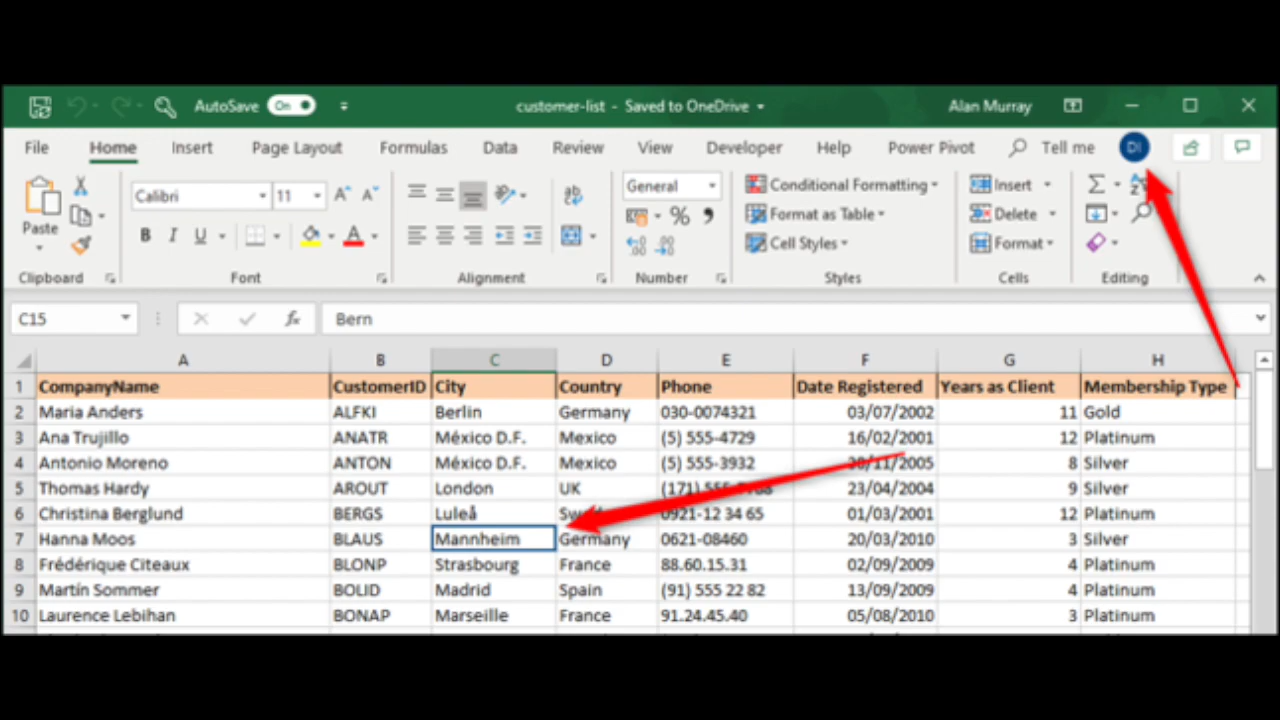 AutoSave On customer-list - Saved to OneDrive Alan Murray
File Home Insert Page Layout Formulas Data Review View Developer Help Power Pivot Tell me DI
Paste
Clipboard
Calibri 11
B I U A
Font
Alignment
General
%
Number
Conditional Formatting
Format as Table
Cell Styles
Styles
Insert
Delete
Format
Cells
Editing
C15 fx Bern
A B C D E F G H
1 CompanyName CustomerID City Country Phone Date Registered Years as Client Membership Type
2 Maria Anders ALFKI Berlin Germany 030-0074321 03/07/2002 11 Gold
3 Ana Trujillo ANATR México D.F. Mexico (5) 555-4729 16/02/2001 12 Platinum
4 Antonio Moreno ANTON México D.F. Mexico (5) 555-3932 8 Silver
5 Thomas Hardy AROUT London UK (171) 23/04/2004 9 Silver
6 Christina Berglund BERGS Luleå 0921-12 34 65 01/03/2001 12 Platinum
7 Hanna Moos BLAUS Mannheim Germany 0621-08460 20/03/2010 3 Silver
8 Frédérique Citeaux BLONP Strasbourg France 88.60.15.31 02/09/2009 4 Platinum
9 Martín Sommer BOLID Madrid Spain (91) 555 22 82 13/09/2009 4 Platinum
10 Laurence Lebihan BONAP Marseille France 91.24.45.40 05/08/2010 3 Platinum